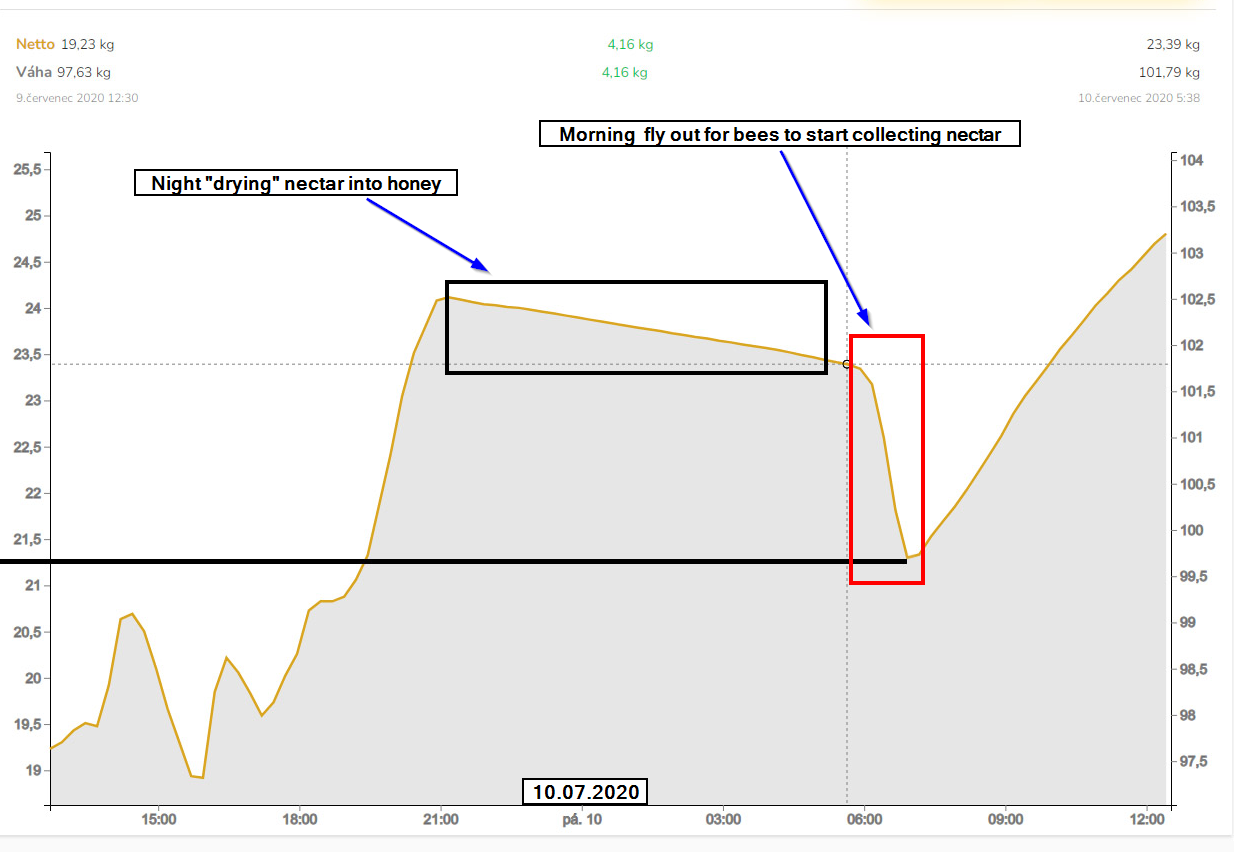 Netto 19,23 kg 4,16 kg 23,39 kg
Váha 97,63 kg 4,16 kg 101,79 kg
9.červenec 2020 12:30 10.červenec 2020 5:38
Morning fly out for bees to start collecting nectar
Night "drying" nectar into honey
25,5 104
25 103,5
24,5 103
24 102,5
23,5 102
23 101,5
22,5 101
22 100,5
21,5 100
21 99,5
20,5 99
20 98,5
19,5 98
19 97,5
10.07.2020
15:00 18:00 21:00 pá. 10 03:00 06:00 09:00 12:00